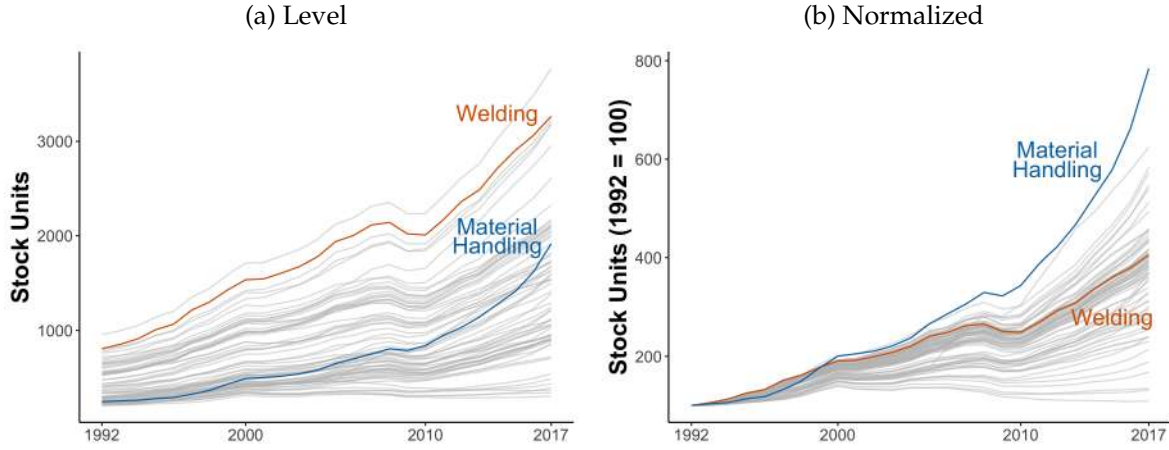 (a) Level
Stock Units
3000
2000
1000
Welding
Material
Handling
1992
2000
2010
2017
(b) Normalized
Stock Units (1992 = 100)
800
600
400
200
Material
Handling
Welding
1992
2000
2010
2017